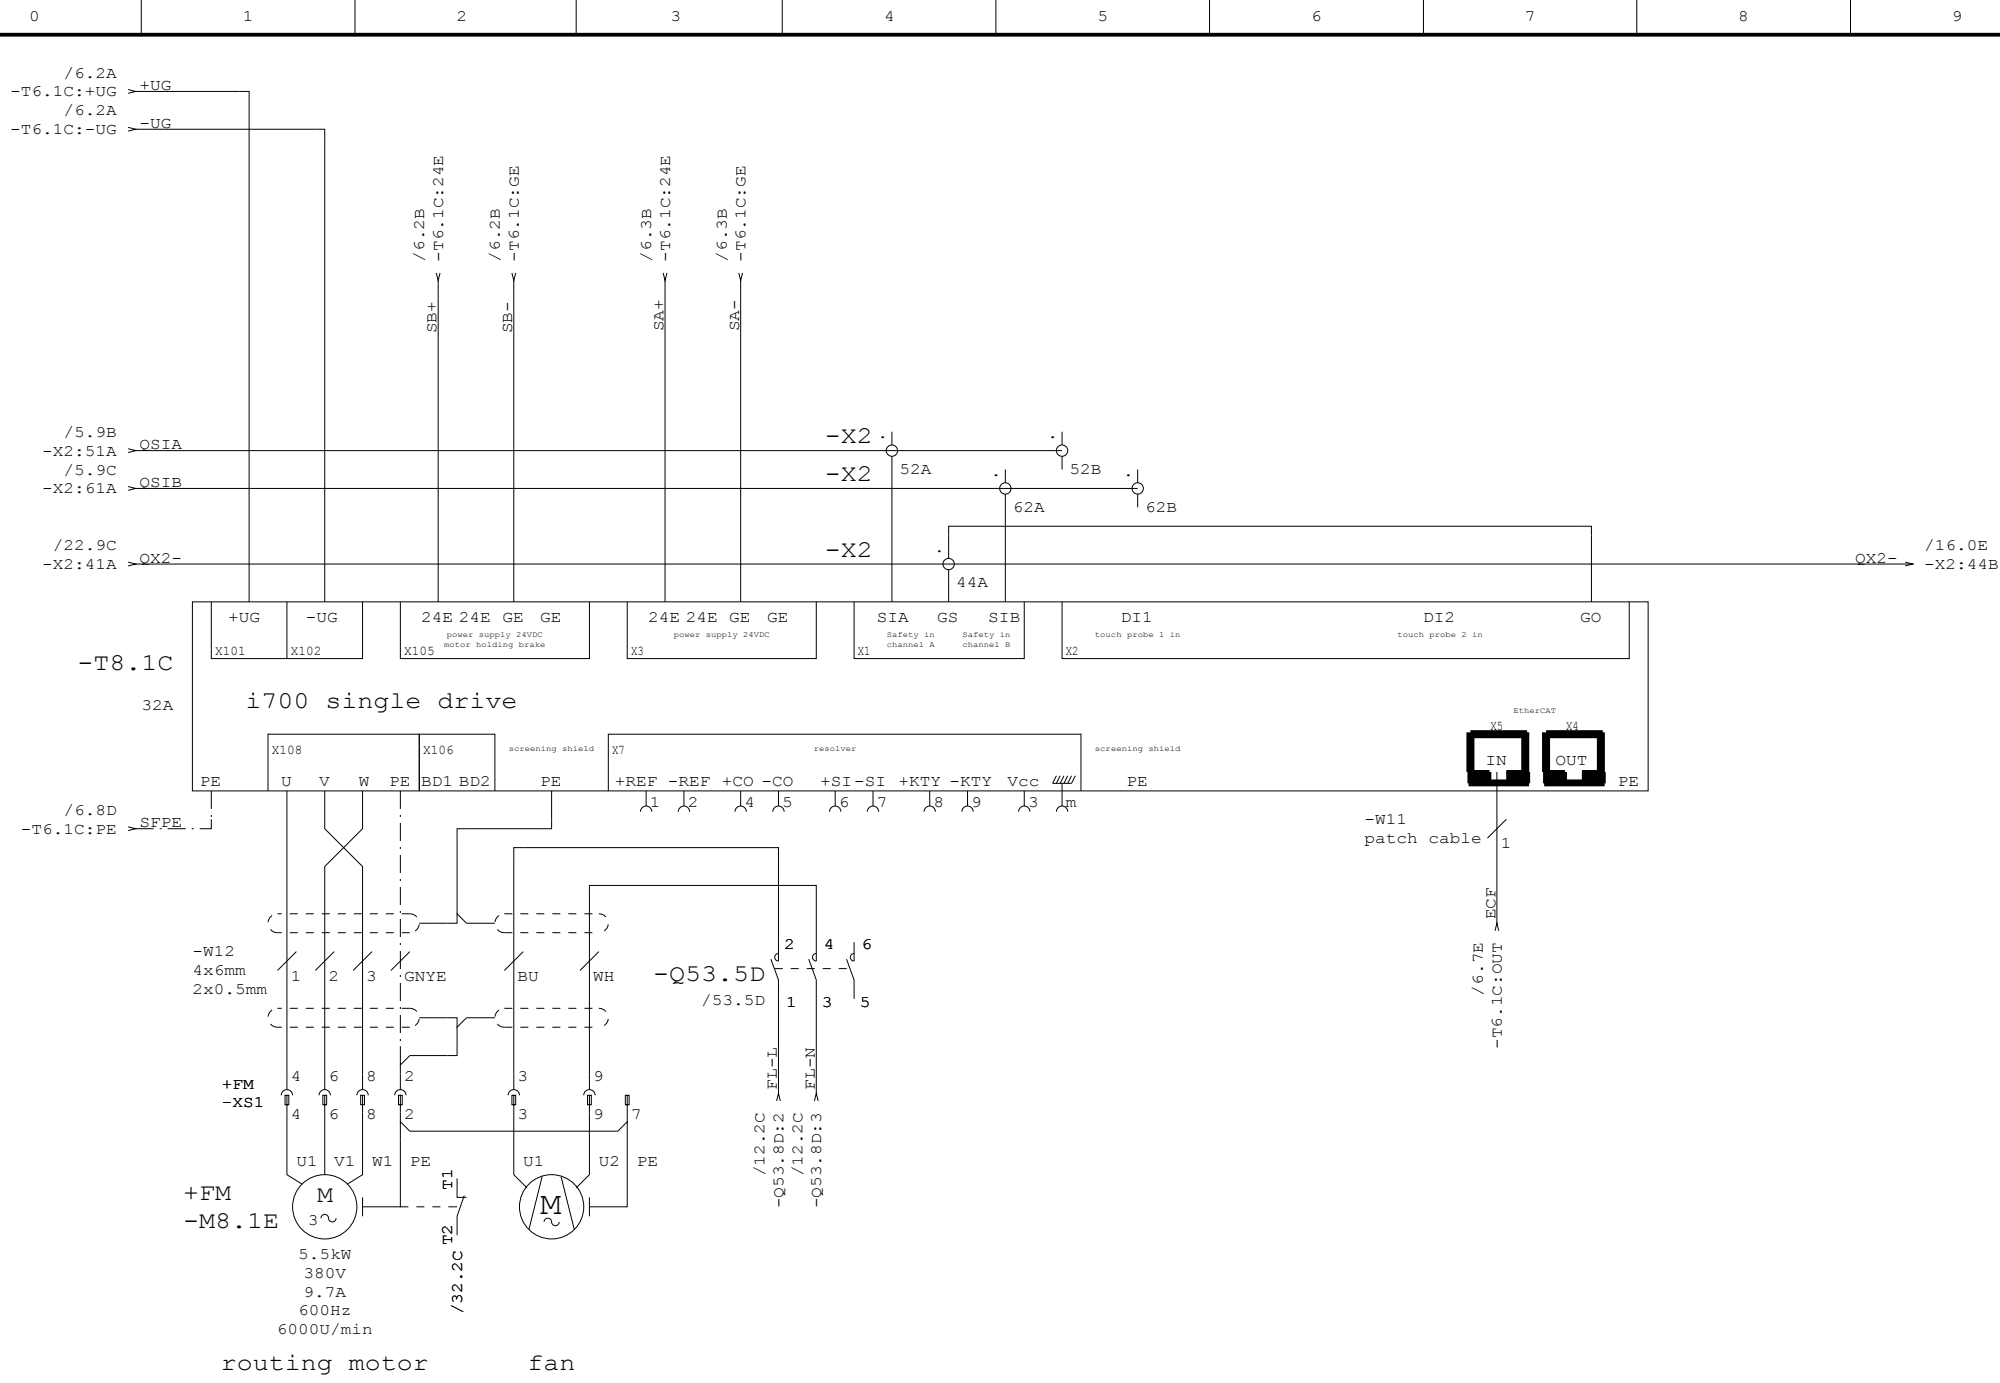 0 1 2 3 4 5 6 7 8 9
/6.2A
-T6.1C:+UG +UG
/6.2A
-T6.1C:-UG -UG
/6.2B
-T6.1C:24E
SB+
/6.2B
-T6.1C:GE
SB-
/6.3B
-T6.1C:24E
SA+
/6.3B
-T6.1C:GE
SA-
/5.9B
-X2:51A QSIA
-X2
52A 52B
/5.9C
-X2:61A QSIB
-X2
62A 62B
/22.9C
-X2:41A QX2-
-X2
44A
QX2-
/16.0E
-X2:44B
+UG -UG 24E 24E GE GE 24E 24E GE GE SIA GS SIB DI1 DI2 GO
power supply 24VDC
motor holding brake
power supply 24VDC
Safety in
channel A
Safety in
channel B
touch probe 1 in
touch probe 2 in
X101 X102 X105 X3 X1 X2
-T8.1C
32A
i700 single drive
EtherCAT
X5 X4
IN OUT
X108 X106 screening shield X7 resolver screening shield
PE U V W PE BD1 BD2 PE +REF -REF +CO -CO +SI -SI +KTY -KTY Vcc PE PE
1 2 4 5 6 7 8 9 3 m
/6.8D
-T6.1C:PE SFPE
-W11
patch cable
1
ECF
/6.7E
-T6.1C:OUT
-W12
4x6mm
2x0.5mm
1 2 3 GNYE BU WH
-Q53.5D
/53.5D
2 4 6
1 3 5
FL-L
/12.2C
-Q53.8D:2
FL-N
/12.2C
-Q53.8D:3
+FM
-XS1
4 6 8 2 3 9
4 6 8 2 3 9 7
U1 V1 W1 PE U1 U2 PE
+FM
-M8.1E
M
3
T1
T2
/32.2C
M
5.5kW
380V
9.7A
600Hz
6000U/min
routing motor fan